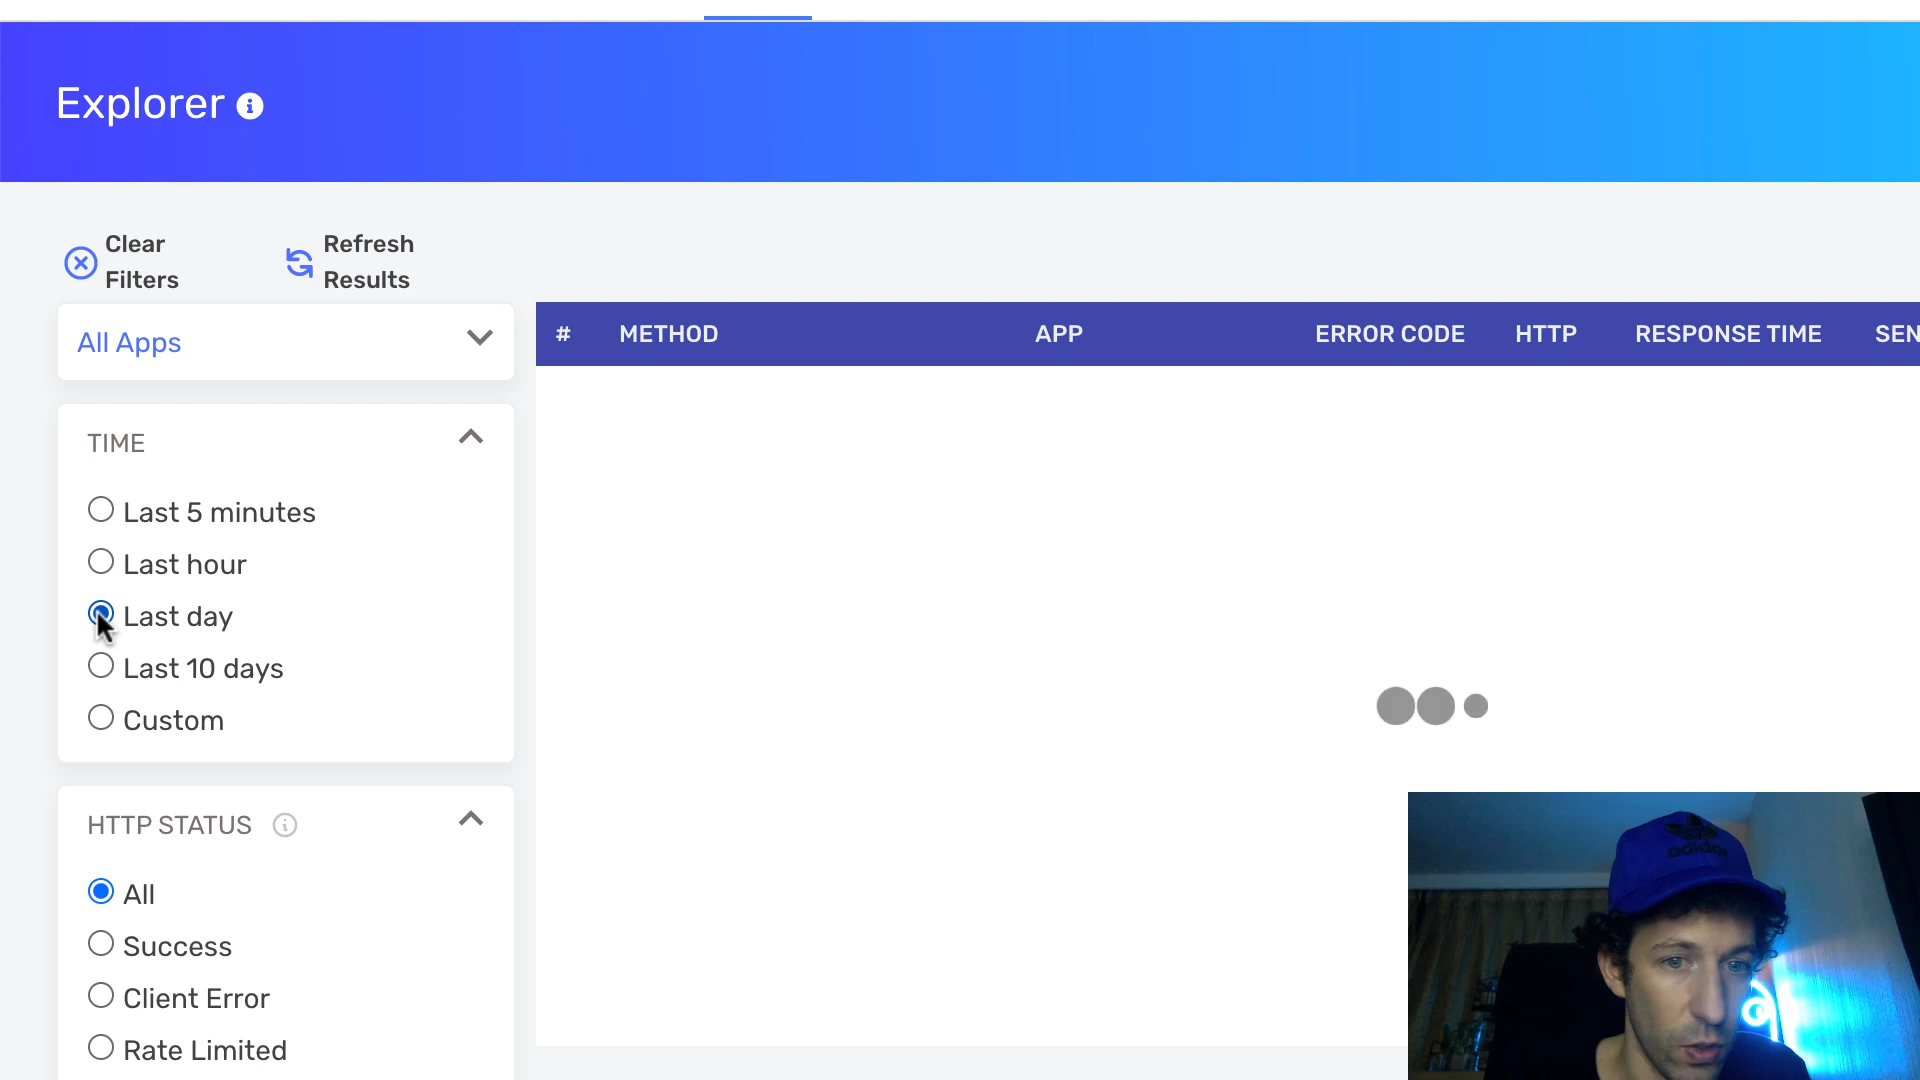 Explorer
Clear
Filters
Refresh
Results
All Apps
# METHOD APP ERROR CODE HTTP RESPONSE TIME SEN
TIME
Last 5 minutes
Last hour
Last day
Last 10 days
Custom
HTTP STATUS
All
Success
Client Error
Rate Limited
adidas